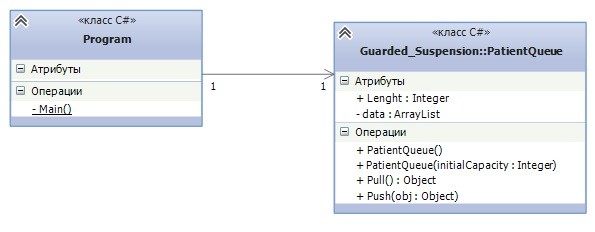 «класс C#»
Program
Атрибуты
Операции
- Main()
1
1
«класс C#»
Guarded_Suspension::PatientQueue
Атрибуты
+ Lenght : Integer
- data : ArrayList
Операции
+ PatientQueue()
+ PatientQueue(initialCapacity : Integer)
+ Pull() : Object
+ Push(obj : Object)